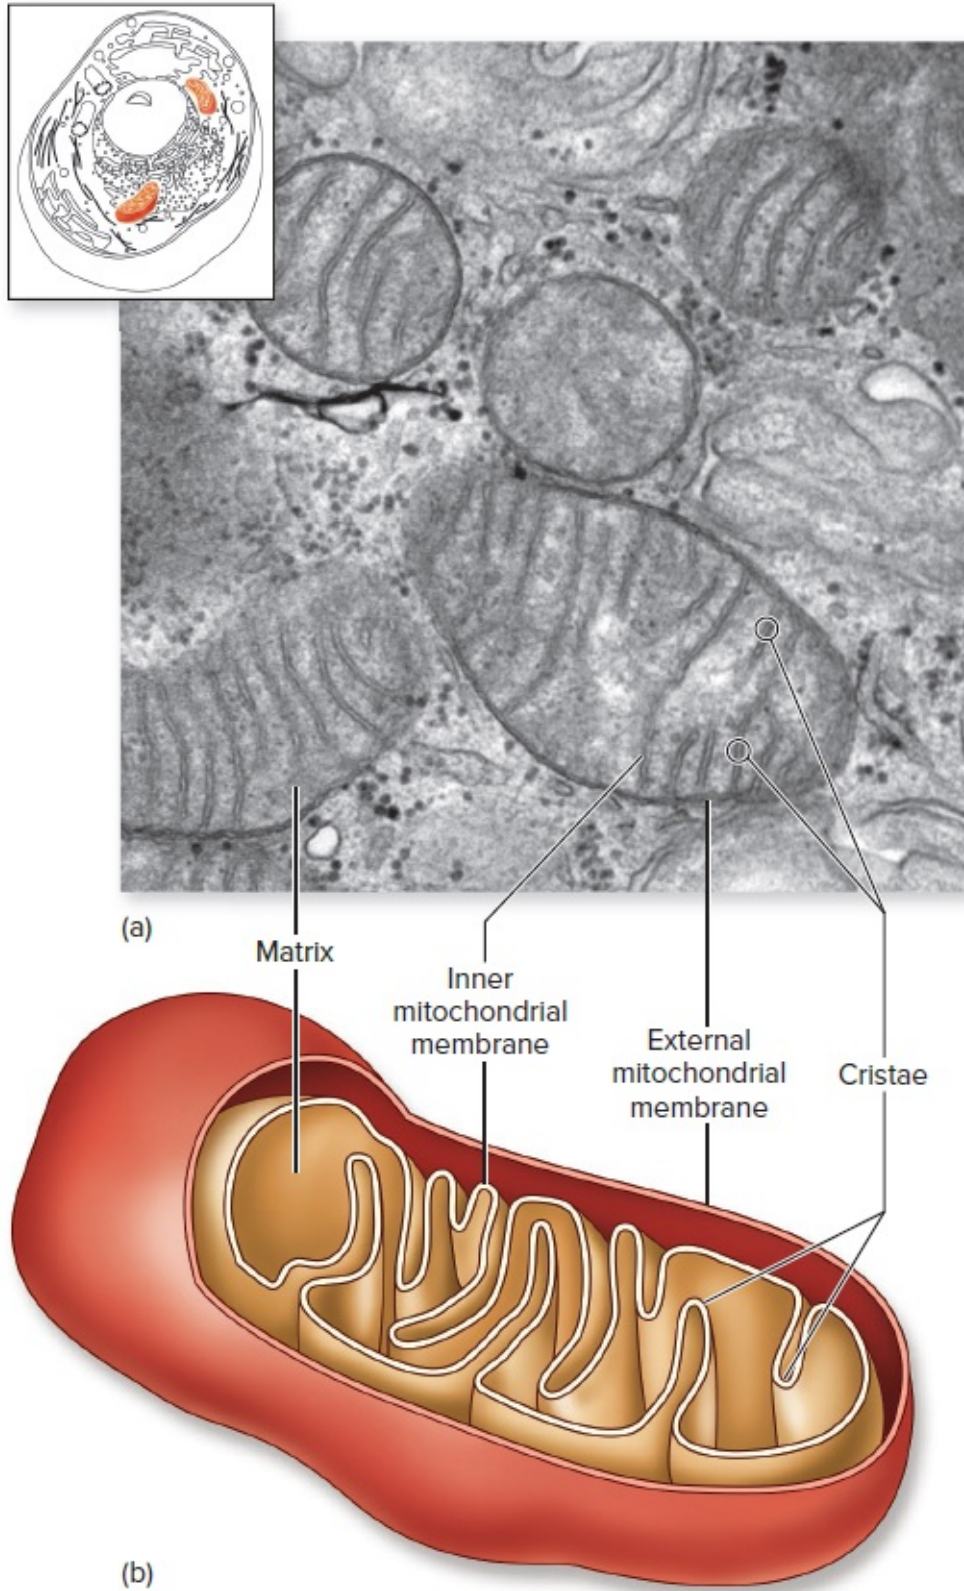 (a)
Matrix
Inner
mitochondrial
membrane
External
mitochondrial
membrane
Cristae
(b)